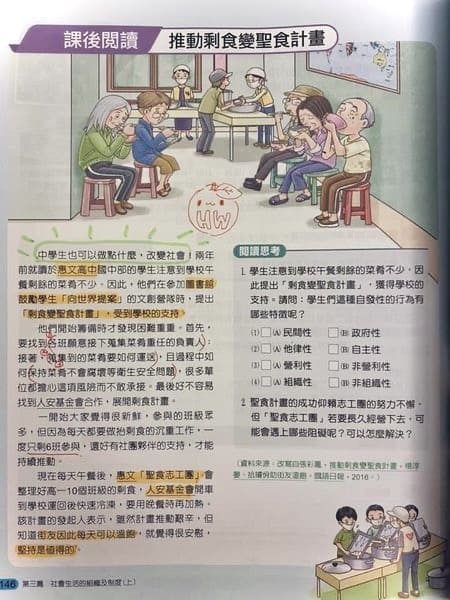 課後閱讀 推動剩食變聖食計畫
HW
中學生也可以做點什麼，改變社會！兩年
前就讀於惠文高中國中部的學生注意到學校午
餐剩餘的菜餚不少，因此，他們在參加圖書館
鼓勵學生「向世界提案」的文創營隊時，提出
「剩食變聖食計畫」，受到學校的支持。
他們開始籌備時才發現困難重重。首先，
要找到各班願意接下蒐集菜餚重任的負責人；
接著，蒐集到的菜餚要如何運送，且過程中如
何保持菜餚不會腐壞等衛生安全問題，很多單
位都擔心這項風險而不敢承接。最後好不容易
找到人安基金會合作，展開剩食計畫。
一開始大家覺得很新鮮，參與的班級眾
多，但因為每天都要做抬剩食的沉重工作，一
度只剩6班參與，還好有社團夥伴的支持，才能
持續推動。
現在每天午餐後，惠文「聖食志工團」會
整理好高一10個班級的剩食，人安基金會開車
到學校運回後快速冷凍，要用晚餐時再加熱。
該計畫的發起人表示，雖然計畫推動艱辛，但
知道街友因此每天可以溫飽，就覺得很安慰，
堅持是值得的。
閱讀思考
1. 學生注意到學校午餐剩餘的菜餚不少，因
此提出「剩食變聖食計畫」，獲得學校的
支持。請問：學生們這種自發性的行為有
哪些特徵？
(1) □(A) 民間性 □(B) 政府性
(2) □(A) 他律性 □(B) 自主性
(3) □(A) 營利性 □(B) 非營利性
(4) □(A) 組織性 □(B) 非組織性
2. 聖食計畫的成功仰賴志工團的努力不懈，
但「聖食志工團」若要長久經營下去，可
能會遇上哪些阻礙呢？可以怎麼解決？
（資料來源：改寫自張彩鳳，推動剩食變聖食計畫。楊淳
姜，拾續份助街友溫飽。國語日報，2016。）
146 第三篇 社會生活的組織及制度（上）